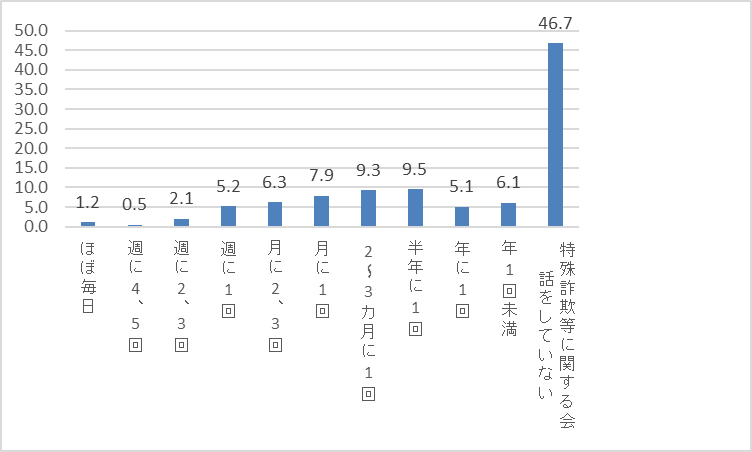 50.0
45.0
40.0
35.0
30.0
25.0
20.0
15.0
10.0
5.0
0.0
1.2
0.5
2.1
5.2
6.3
7.9
9.3
9.5
5.1
6.1
46.7
ほぼ毎日
週に4、5回
週に2、3回
週に1回
月に2、3回
月に1回
2～3カ月に1回
半年に1回
年に1回
年1回未満
特殊詐欺等に関する会
話をしていない